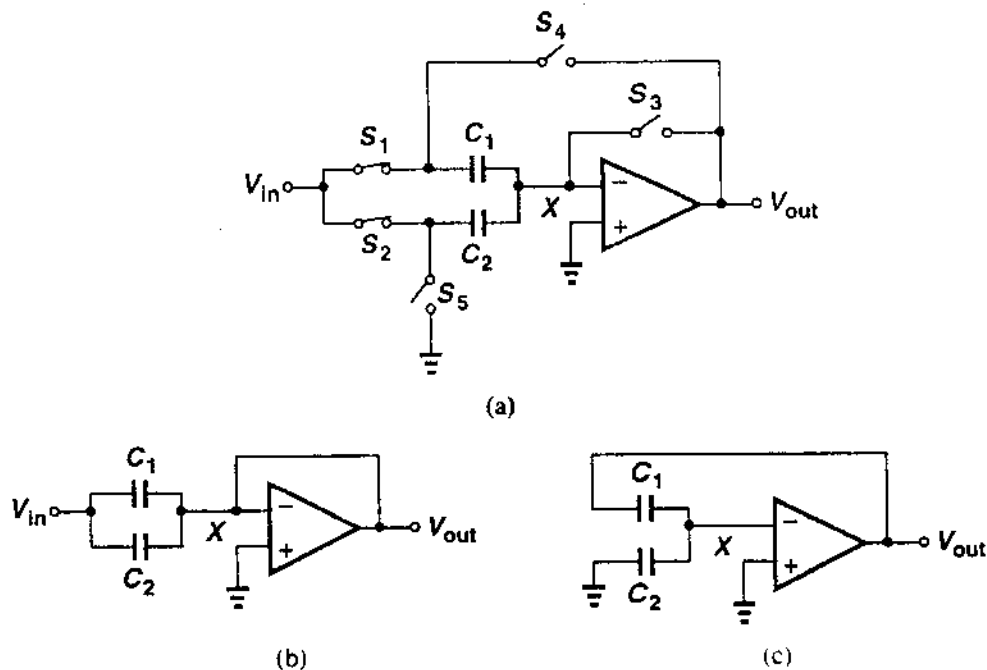 S4
S3
S1
C1
Vin
X
−
+
Vout
S2
C2
S5
(a)
C1
Vin
X
−
+
Vout
C2
(b)
C1
X
−
+
Vout
C2
(c)